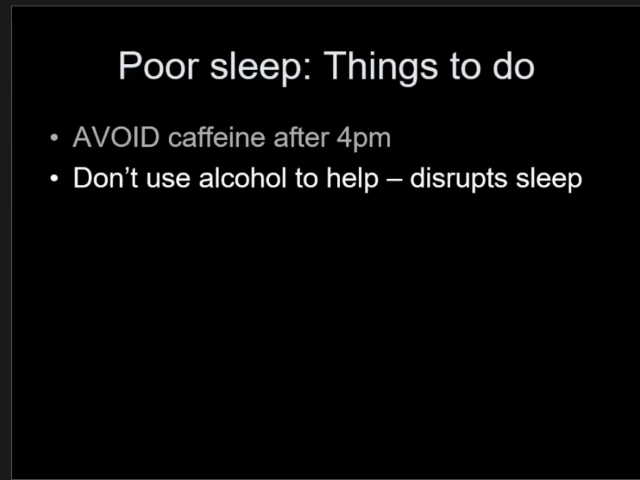 Poor sleep: Things to do
• AVOID caffeine after 4pm
• Don’t use alcohol to help – disrupts sleep